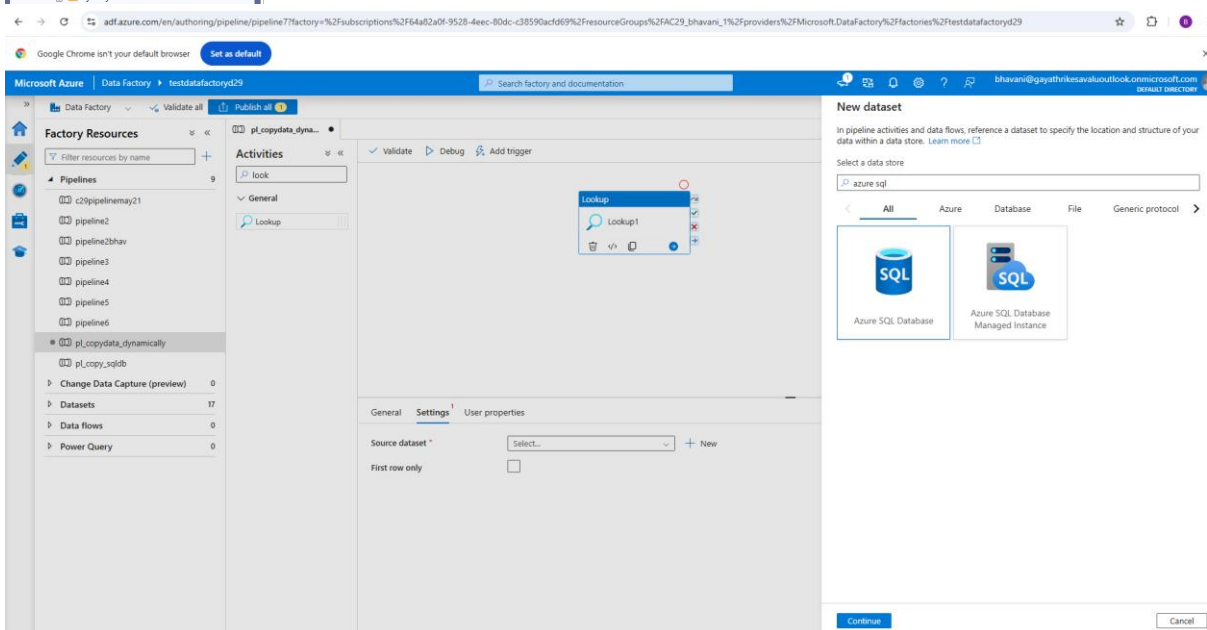 adf.azure.com/en/authoring/pipeline/pipeline7?factory=%2Fsubscriptions%2F64a82a0f-9528-4eec-80dc-c38590acfd69%2FresourceGroups%2FAC29_bhavani_1%2Fproviders%2FMicrosoft.DataFactory%2Ffactories%2Ftestdatafactoryd29
Google Chrome isn't your default browser Set as default
Microsoft Azure | Data Factory testdatafactoryd29 Search factory and documentation bhavani@gayathrikesavaluoutlook.onmicrosoft.com
DEFAULT DIRECTORY
Data Factory Validate all Publish all 1
New dataset
In pipeline activities and data flows, reference a dataset to specify the location and structure of your
data within a data store. Learn more
Select a data store
azure sql
All Azure Database File Generic protocol
SQL SQL
Azure SQL Database
Azure SQL Database
Managed Instance
Continue Cancel
Factory Resources
Filter resources by name
Pipelines 9
c29pipelinemay21
pipeline2
pipeline2bhav
pipeline3
pipeline4
pipeline5
pipeline6
pl_copydata_dynamically
pl_copy_sqldb
Change Data Capture (preview) 0
Datasets 17
Data flows 0
Power Query 0
pl_copydata_dyna...
Activities
look
General
Lookup
Validate Debug Add trigger
Lookup
Lookup1
General Settings 1 User properties
Source dataset * Select... New
First row only